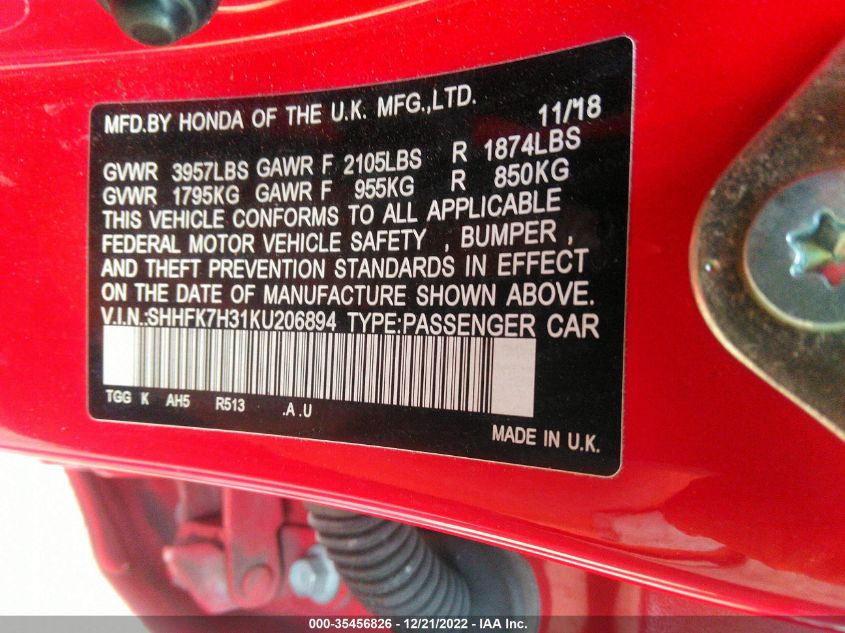 MFD.BY HONDA OF THE U.K. MFG.,LTD. 11/18
GVWR 3957LBS GAWR F 2105LBS R 1874LBS
GVWR 1795KG GAWR F 955KG R 850KG
THIS VEHICLE CONFORMS TO ALL APPLICABLE
FEDERAL MOTOR VEHICLE SAFETY , BUMPER ,
AND THEFT PREVENTION STANDARDS IN EFFECT
ON THE DATE OF MANUFACTURE SHOWN ABOVE.
V.I.N.:SHHFK7H31KU206894 TYPE:PASSENGER CAR
TGG K AH5 R513 .A .U
MADE IN U.K.
000-35456826 - 12/21/2022 - IAA Inc.